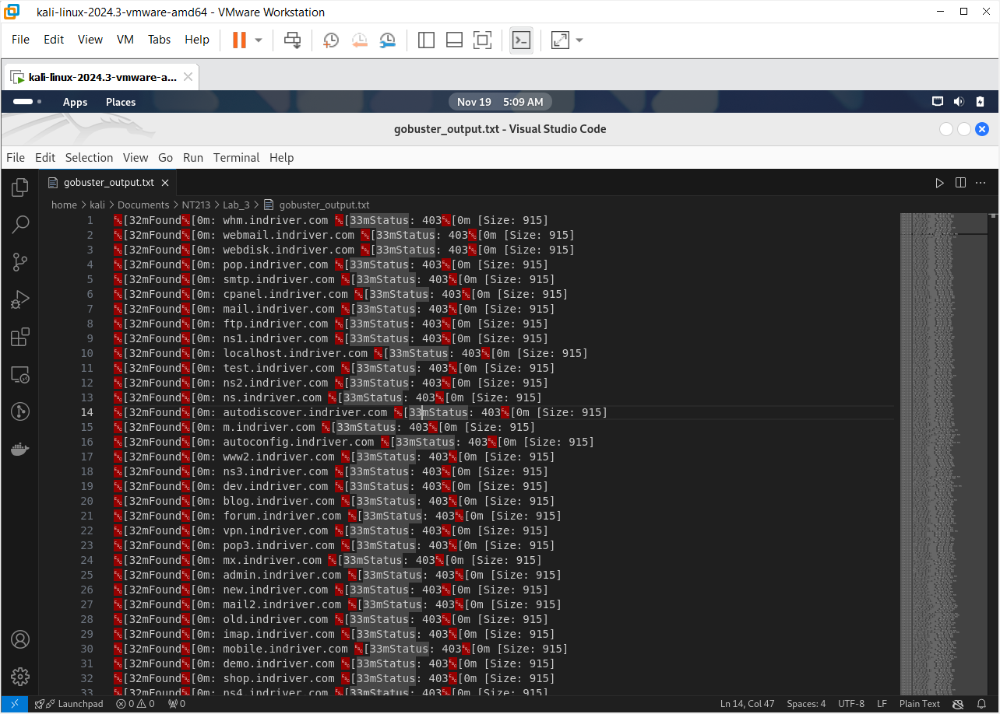 kali-linux-2024.3-vmware-amd64 - VMware Workstation
File Edit View VM Tabs Help
kali-linux-2024.3-vmware-a...
Apps Places Nov 19 5:09 AM
gobuster_output.txt - Visual Studio Code
File Edit Selection View Go Run Terminal Help
gobuster_output.txt
home > kali > Documents > NT213 > Lab_3 > gobuster_output.txt
1 ␛[32mFound␛[0m: whm.indriver.com ␛[33mStatus: 403␛[0m [Size: 915]
2 ␛[32mFound␛[0m: webmail.indriver.com ␛[33mStatus: 403␛[0m [Size: 915]
3 ␛[32mFound␛[0m: webdisk.indriver.com ␛[33mStatus: 403␛[0m [Size: 915]
4 ␛[32mFound␛[0m: pop.indriver.com ␛[33mStatus: 403␛[0m [Size: 915]
5 ␛[32mFound␛[0m: smtp.indriver.com ␛[33mStatus: 403␛[0m [Size: 915]
6 ␛[32mFound␛[0m: cpanel.indriver.com ␛[33mStatus: 403␛[0m [Size: 915]
7 ␛[32mFound␛[0m: mail.indriver.com ␛[33mStatus: 403␛[0m [Size: 915]
8 ␛[32mFound␛[0m: ftp.indriver.com ␛[33mStatus: 403␛[0m [Size: 915]
9 ␛[32mFound␛[0m: ns1.indriver.com ␛[33mStatus: 403␛[0m [Size: 915]
10 ␛[32mFound␛[0m: localhost.indriver.com ␛[33mStatus: 403␛[0m [Size: 915]
11 ␛[32mFound␛[0m: test.indriver.com ␛[33mStatus: 403␛[0m [Size: 915]
12 ␛[32mFound␛[0m: ns2.indriver.com ␛[33mStatus: 403␛[0m [Size: 915]
13 ␛[32mFound␛[0m: ns.indriver.com ␛[33mStatus: 403␛[0m [Size: 915]
14 ␛[32mFound␛[0m: autodiscover.indriver.com ␛[33mStatus: 403␛[0m [Size: 915]
15 ␛[32mFound␛[0m: m.indriver.com ␛[33mStatus: 403␛[0m [Size: 915]
16 ␛[32mFound␛[0m: autoconfig.indriver.com ␛[33mStatus: 403␛[0m [Size: 915]
17 ␛[32mFound␛[0m: www2.indriver.com ␛[33mStatus: 403␛[0m [Size: 915]
18 ␛[32mFound␛[0m: ns3.indriver.com ␛[33mStatus: 403␛[0m [Size: 915]
19 ␛[32mFound␛[0m: dev.indriver.com ␛[33mStatus: 403␛[0m [Size: 915]
20 ␛[32mFound␛[0m: blog.indriver.com ␛[33mStatus: 403␛[0m [Size: 915]
21 ␛[32mFound␛[0m: forum.indriver.com ␛[33mStatus: 403␛[0m [Size: 915]
22 ␛[32mFound␛[0m: vpn.indriver.com ␛[33mStatus: 403␛[0m [Size: 915]
23 ␛[32mFound␛[0m: pop3.indriver.com ␛[33mStatus: 403␛[0m [Size: 915]
24 ␛[32mFound␛[0m: mx.indriver.com ␛[33mStatus: 403␛[0m [Size: 915]
25 ␛[32mFound␛[0m: admin.indriver.com ␛[33mStatus: 403␛[0m [Size: 915]
26 ␛[32mFound␛[0m: new.indriver.com ␛[33mStatus: 403␛[0m [Size: 915]
27 ␛[32mFound␛[0m: mail2.indriver.com ␛[33mStatus: 403␛[0m [Size: 915]
28 ␛[32mFound␛[0m: old.indriver.com ␛[33mStatus: 403␛[0m [Size: 915]
29 ␛[32mFound␛[0m: imap.indriver.com ␛[33mStatus: 403␛[0m [Size: 915]
30 ␛[32mFound␛[0m: mobile.indriver.com ␛[33mStatus: 403␛[0m [Size: 915]
31 ␛[32mFound␛[0m: demo.indriver.com ␛[33mStatus: 403␛[0m [Size: 915]
32 ␛[32mFound␛[0m: shop.indriver.com ␛[33mStatus: 403␛[0m [Size: 915]
33 ␛[32mFound␛[0m: ns4.indriver.com ␛[33mStatus: 403␛[0m [Size: 915]
Launchpad 0 0 0 Ln 14, Col 47 Spaces: 4 UTF-8 LF Plain Text